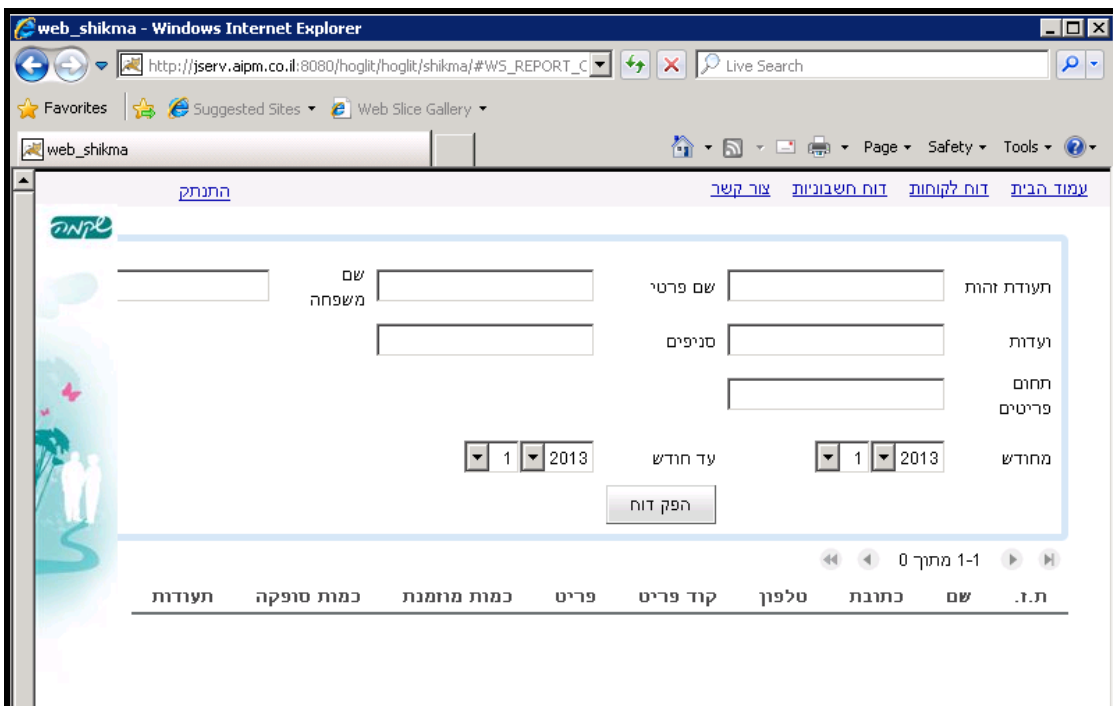 web_shikma - Windows Internet Explorer
http://jserv.aipm.co.il:8080/hoglit/hoglit/shikma/#WS_REPORT_C
Live Search
Favorites Suggested Sites Web Slice Gallery
web_shikma Page Safety Tools
עמוד הבית דוח לקוחות דוח חשבוניות צור קשר התנתק
שקמה
תעודת זהות שם פרטי שם
משפחה
ועדות סניפים
תחום
פריטים
מחודש 2013 1 עד חודש 2013 1
הפק דוח
1-1 מתוך 0
ת.ז. שם כתובת טלפון קוד פריט פריט כמות מוזמנת כמות סופקה תעודות